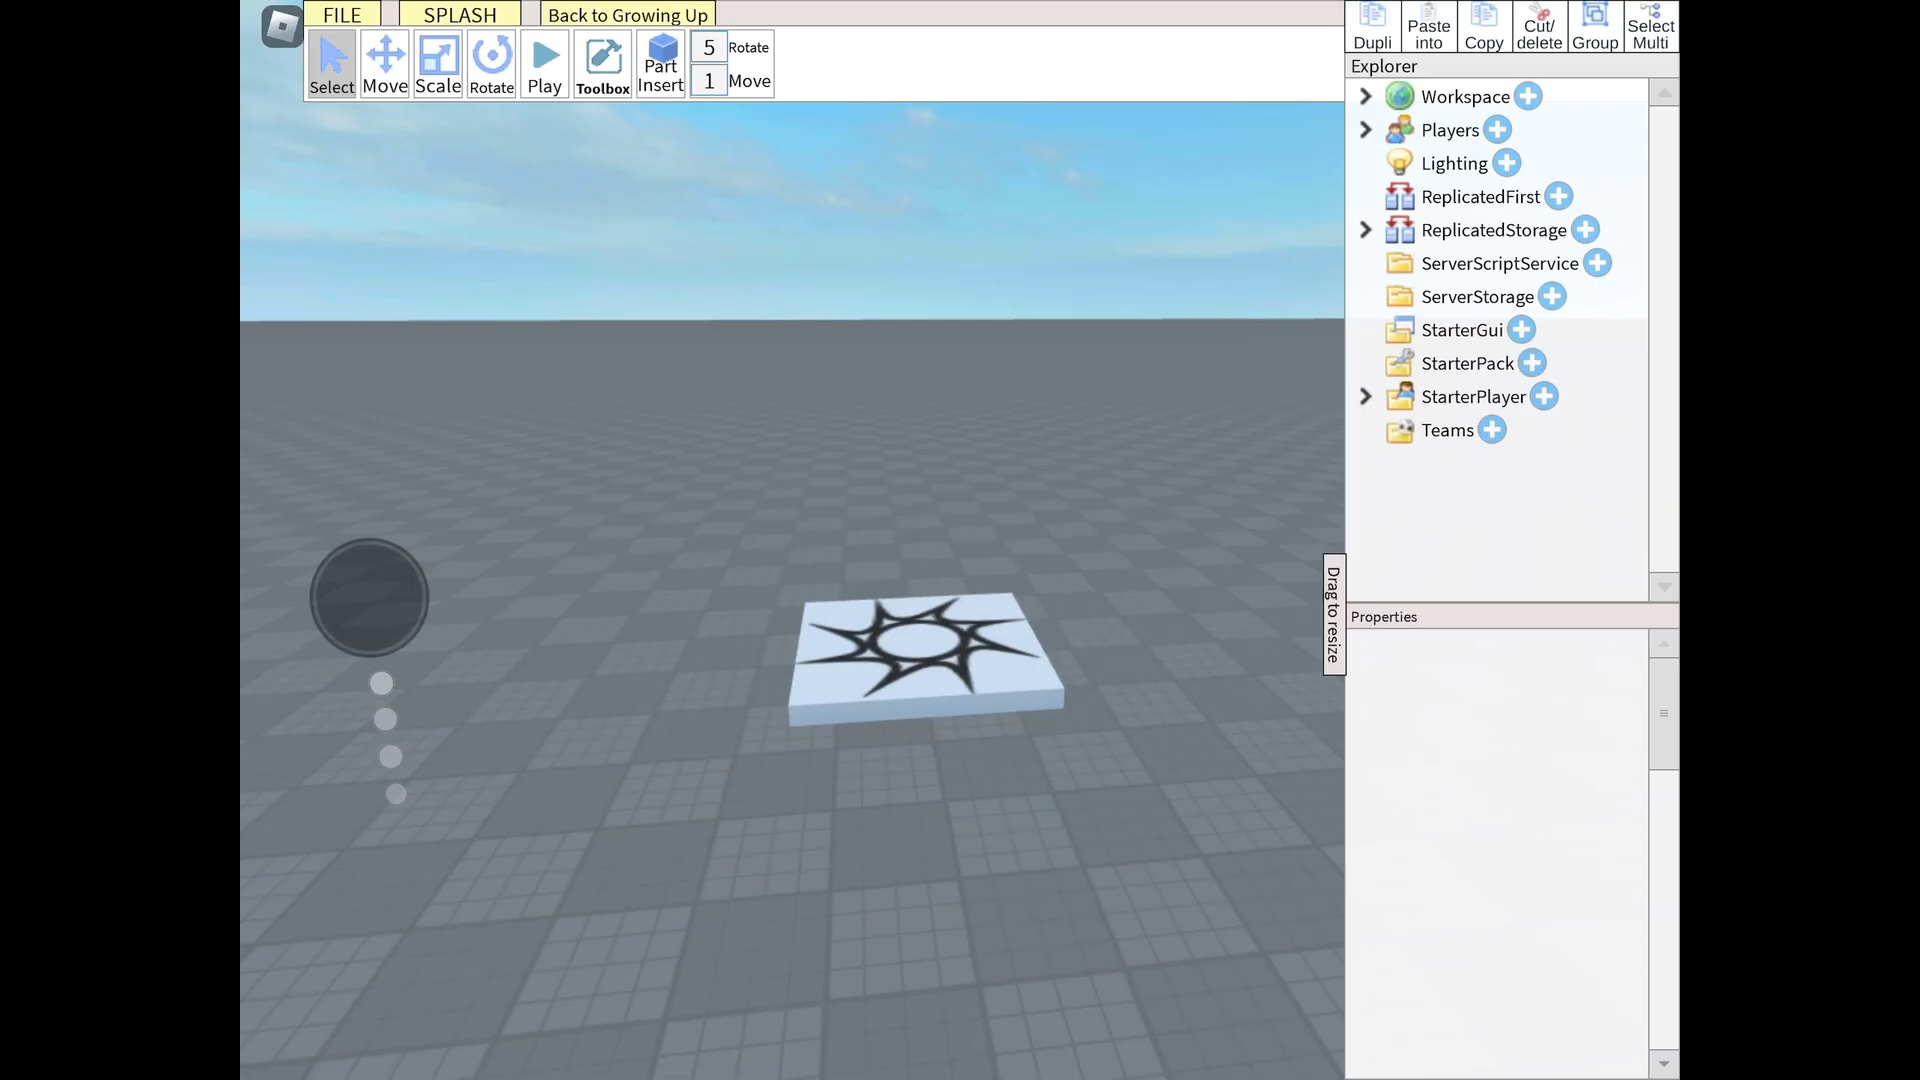 FILE
SPLASH
Back to Growing Up
Select
Move
Scale
Rotate
Play
Toolbox
Part
Insert
5 Rotate
1 Move
Dupli
Paste
into
Copy
Cut/
delete
Group
Select
Multi
Explorer
Workspace
Players
Lighting
ReplicatedFirst
ReplicatedStorage
ServerScriptService
ServerStorage
StarterGui
StarterPack
StarterPlayer
Teams
Drag to resize
Properties